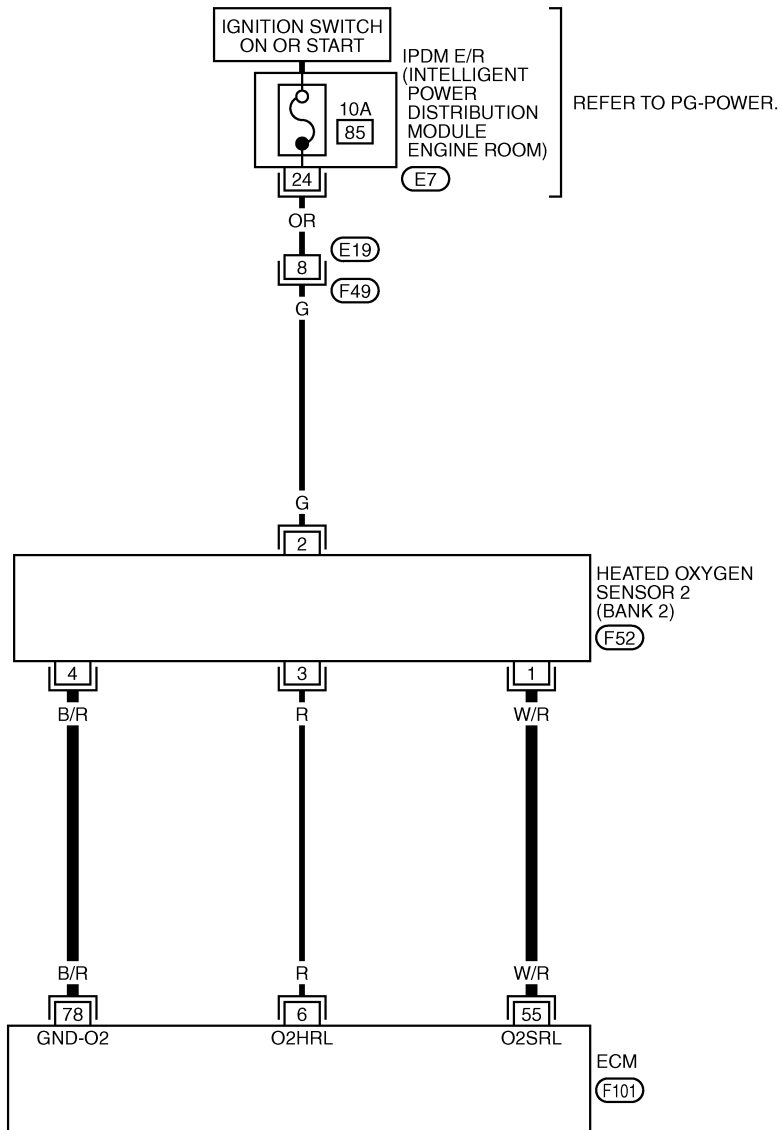 IGNITION SWITCH
ON OR START
IPDM E/R
(INTELLIGENT
POWER
DISTRIBUTION
MODULE
ENGINE ROOM)
REFER TO PG-POWER.
10A
85
24
E7
OR
E19
8
F49
G
G
2
HEATED OXYGEN
SENSOR 2
(BANK 2)
F52
4
3
1
B/R
R
W/R
B/R
R
W/R
78
6
55
GND-O2
O2HRL
O2SRL
ECM
F101